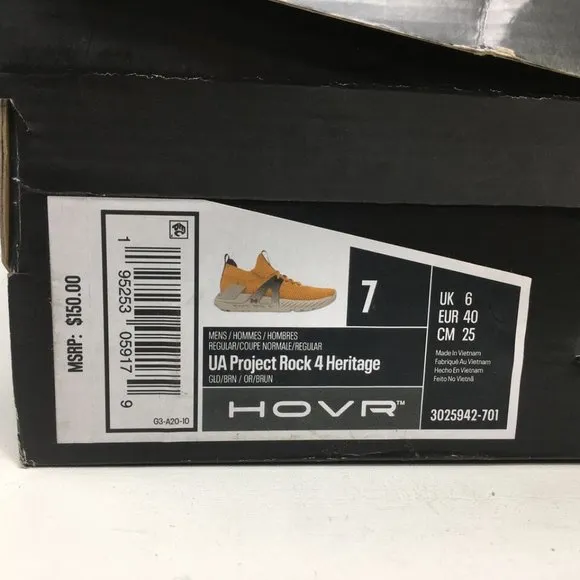 MSRP: $150.00
1 95253 05917 9
G3-A20-10
7
MENS / HOMMES / HOMBRES
REGULAR/COUPE NORMALE/REGULAR
UA Project Rock 4 Heritage
GLD/BRN / OR/BRUN
HOVR™
UK 6
EUR 40
CM 25
Made in Vietnam
Fabriqué Au Vietnam
Hecho En Vietnam
Feito No Vietnã
3025942-701